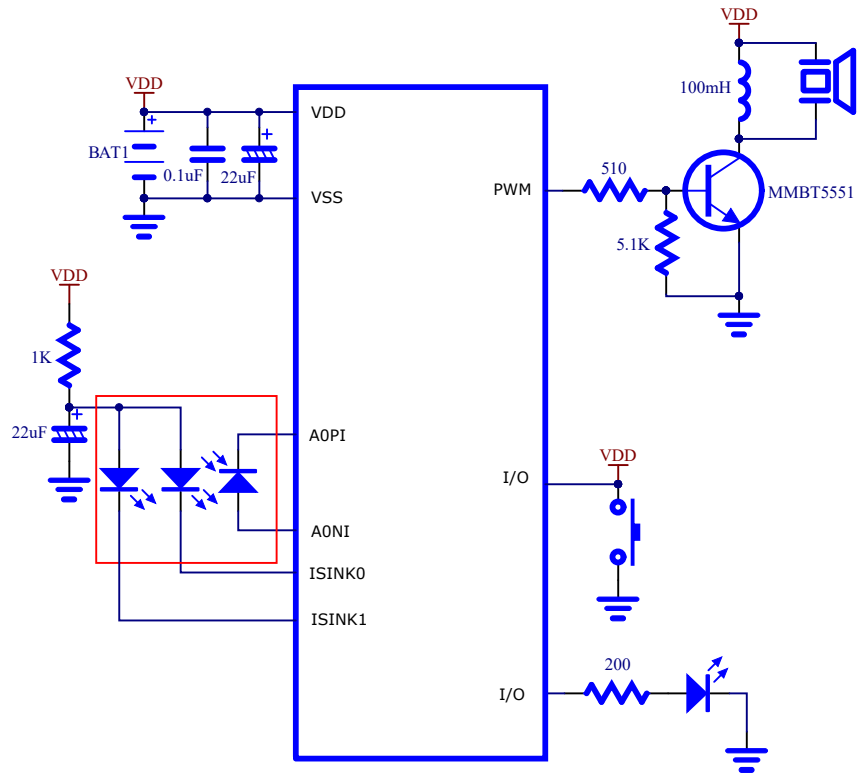 VDD
100mH
VDD
BAT1
+
0.1uF
+
22uF
VDD
VSS
PWM
510
5.1K
MMBT5551
VDD
1K
+
22uF
A0PI
A0NI
ISINK0
ISINK1
I/O
VDD
I/O
200